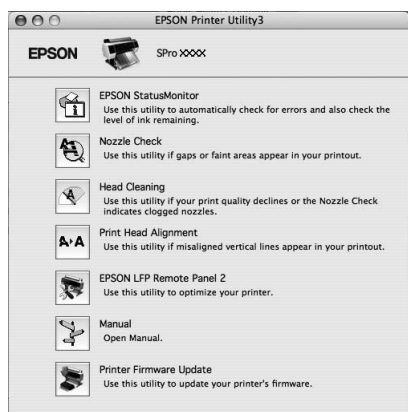 EPSON Printer Utility3
EPSON
SPro XXXX
EPSON StatusMonitor
Use this utility to automatically check for errors and also check the
level of ink remaining.
Nozzle Check
Use this utility if gaps or faint areas appear in your printout.
Head Cleaning
Use this utility if your print quality declines or the Nozzle Check
indicates clogged nozzles.
Print Head Alignment
Use this utility if misaligned vertical lines appear in your printout.
EPSON LFP Remote Panel 2
Use this utility to optimize your printer.
Manual
Open Manual.
Printer Firmware Update
Use this utility to update your printer's firmware.